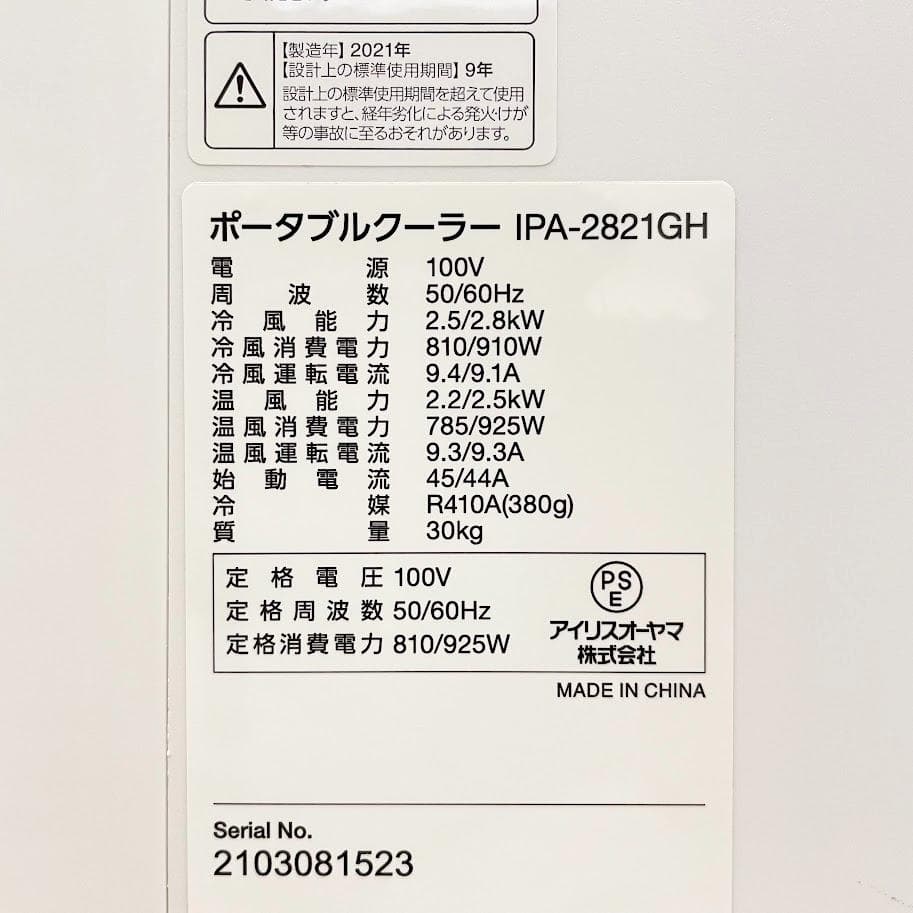 【製造年】2021年
【設計上の標準使用期間】9年
設計上の標準使用期間を超えて使用
されますと、経年劣化による発火・けが
等の事故に至るおそれがあります。
ポータブルクーラー IPA-2821GH
電源 100V
周波数 50/60Hz
冷風能力 2.5/2.8kW
冷風消費電力 810/910W
冷風運転電流 9.4/9.1A
温風能力 2.2/2.5kW
温風消費電力 785/925W
温風運転電流 9.3/9.3A
始動電流 45/44A
冷媒 R410A(380g)
質量 30kg
定格電圧 100V
定格周波数 50/60Hz
定格消費電力 810/925W
PS
E
アイリスオーヤマ
株式会社
MADE IN CHINA
Serial No.
2103081523